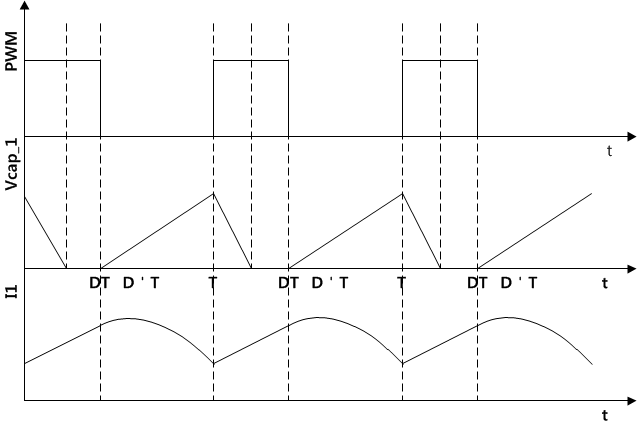 PWM
t
Vcap_1
DT D ' T T DT D ' T T DT D ' T t
I1
t